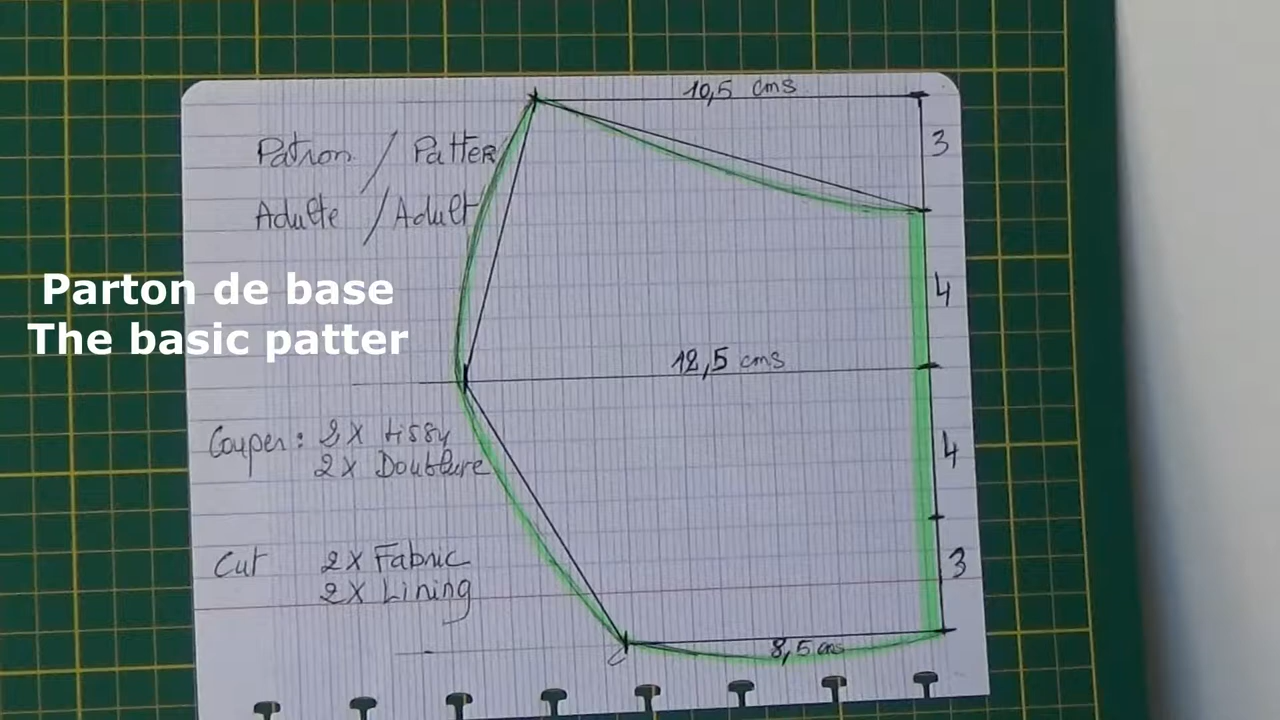 10,5 cms
3
Patron / Patter
Adulte / Adult
4
Parton de base
The basic patter
12,5 cms
Couper: 2 X tissu
2 X Doublure
4
Cut 2 X Fabric
2 X Lining
3
8,5 cms